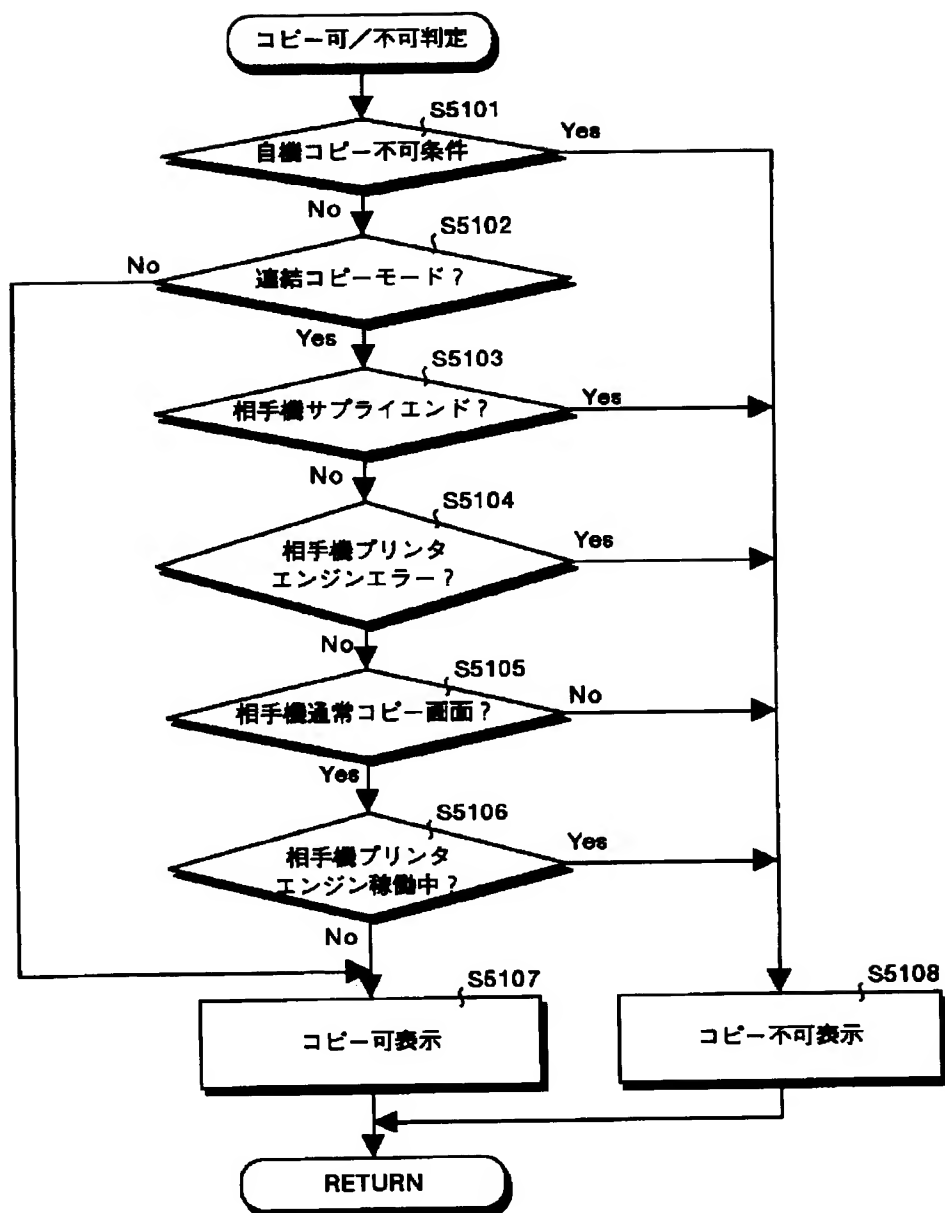 コピー可／不可判定
S5101
Yes
自機コピー不可条件
No
S5102
No
連結コピーモード？
Yes
S5103
Yes
相手機サプライエンド？
No
S5104
Yes
相手機プリンタ
エンジンエラー？
No
S5105
No
相手機通常コピー画面？
Yes
S5106
Yes
相手機プリンタ
エンジン稼働中？
No
S5107
S5108
コピー可表示
コピー不可表示
RETURN